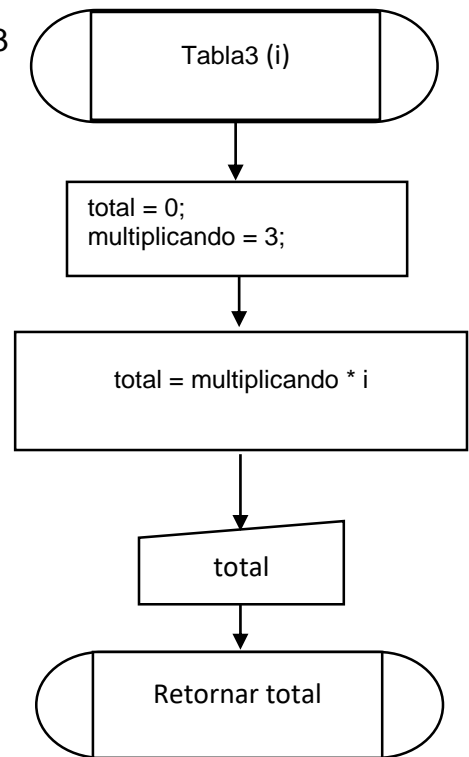 3
Tabla3 (i)
total = 0;
multiplicando = 3;
total = multiplicando * i
total
Retornar total